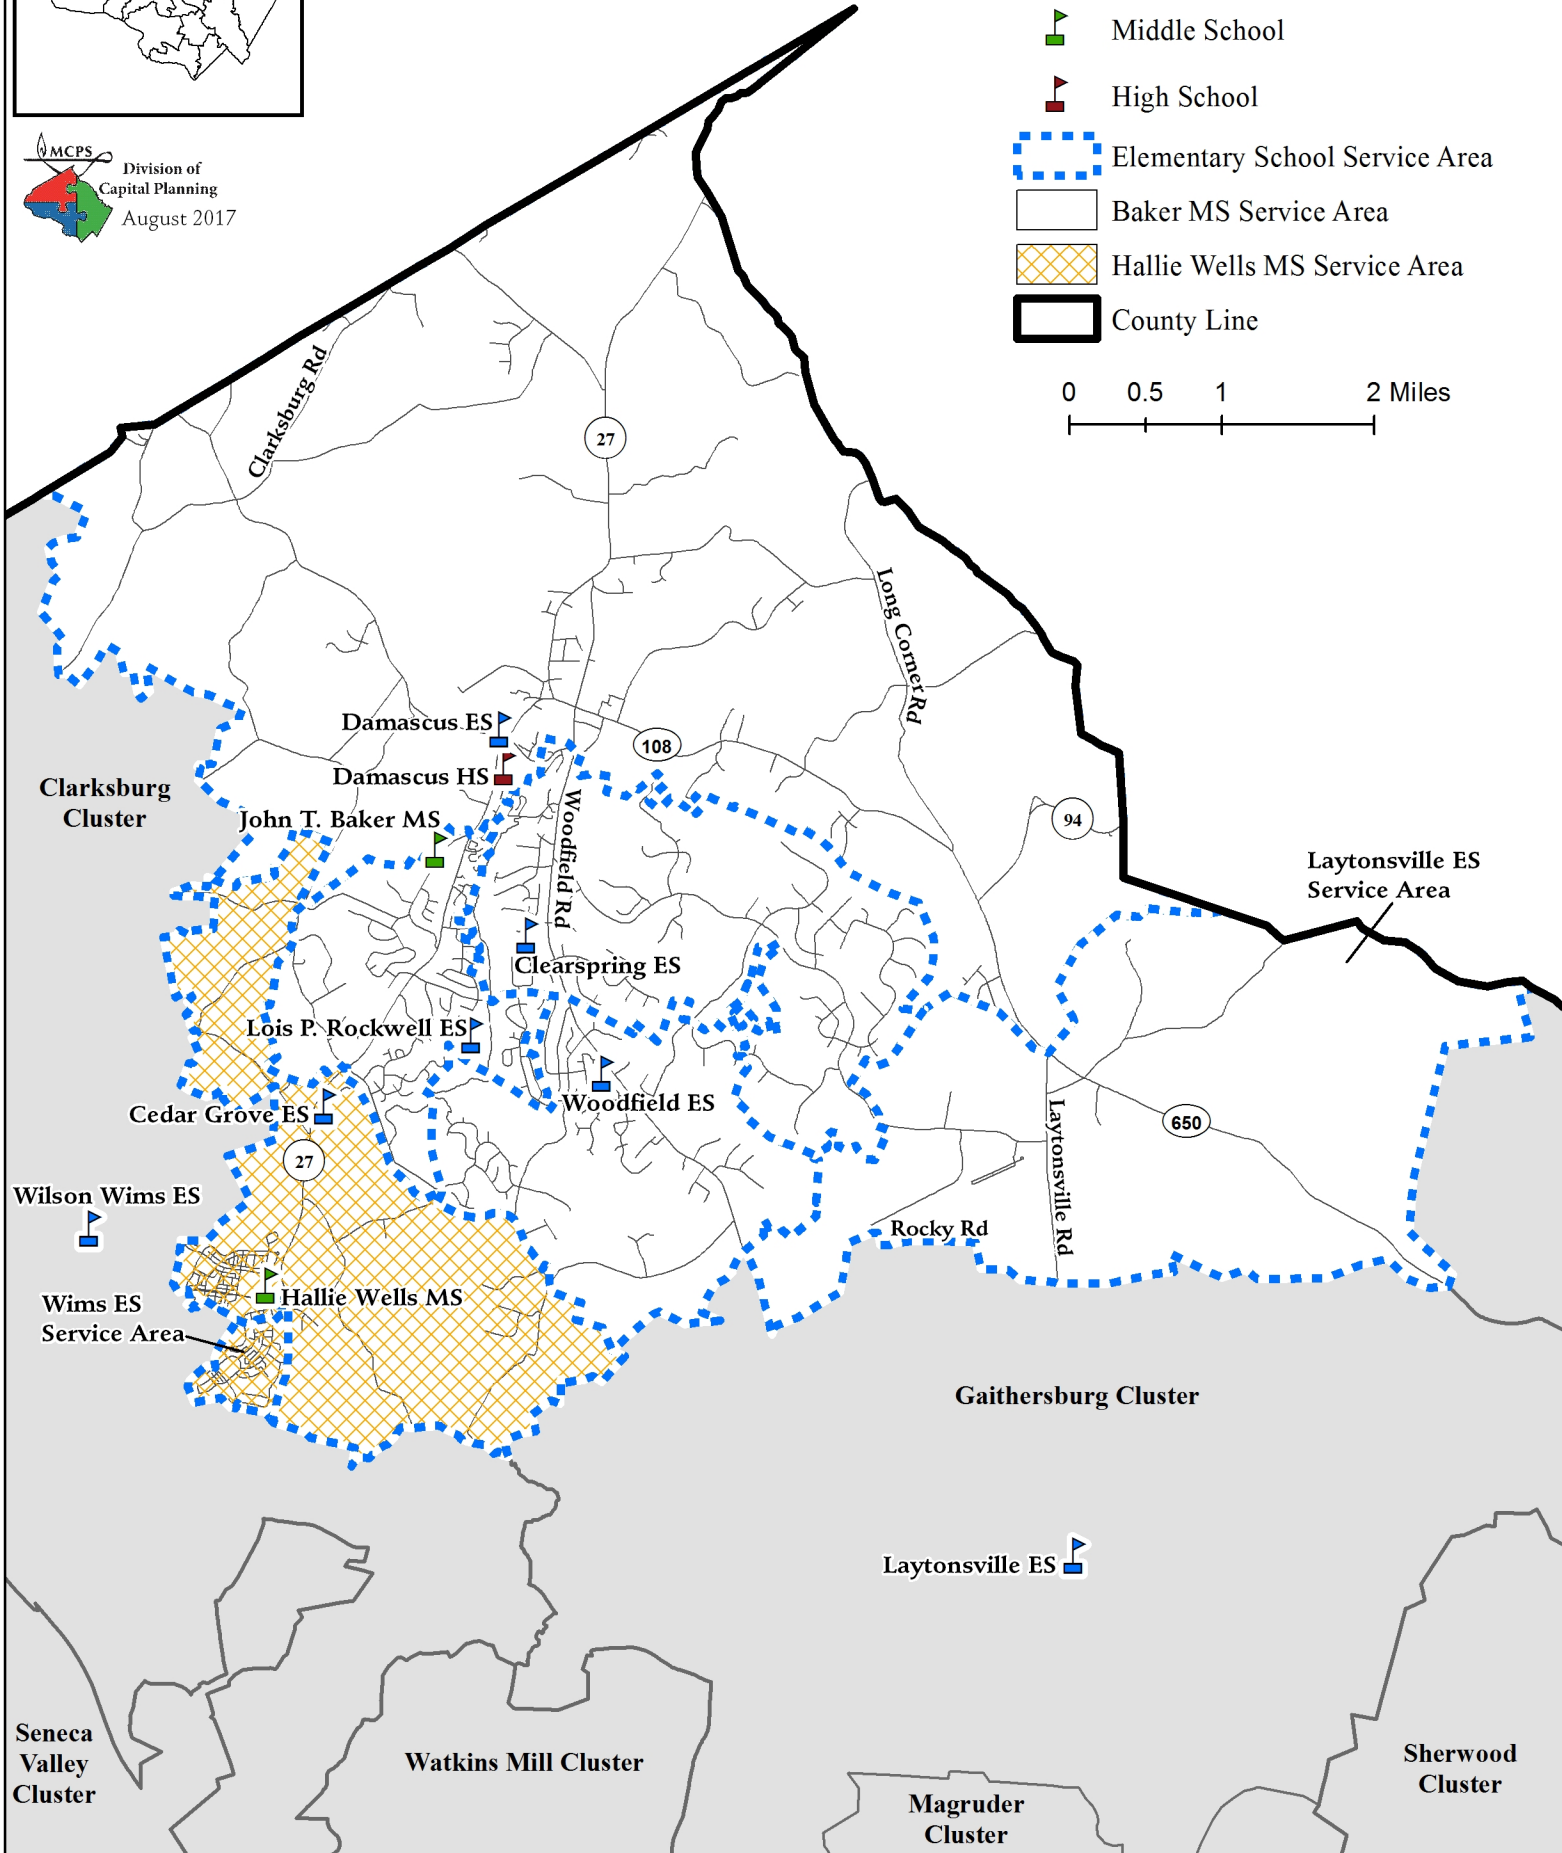 Middle School
High School
Elementary School Service Area
Baker MS Service Area
Hallie Wells MS Service Area
County Line
0 0.5 1 2 Miles
MCPS
Division of
Capital Planning
August 2017
Clarksburg Rd
27
Long Corner Rd
Damascus ES
108
Damascus HS
Clarksburg
Cluster
John T. Baker MS
Woodfield Rd
94
Laytonsville ES
Service Area
Clearspring ES
Lois P. Rockwell ES
Woodfield ES
Cedar Grove ES
650
Laytonsville Rd
27
Wilson Wims ES
Rocky Rd
Hallie Wells MS
Wims ES
Service Area
Gaithersburg Cluster
Laytonsville ES
Seneca
Valley
Cluster
Watkins Mill Cluster
Magruder
Cluster
Sherwood
Cluster